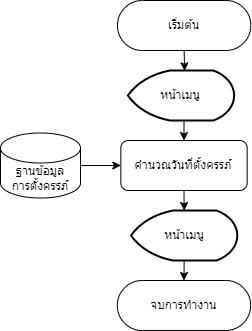 เริ่มต้น
หน้าเมนู
ฐานข้อมูล
การตั้งครรภ์
คำนวณวันที่ตั้งครรภ์
หน้าเมนู
จบการทำงาน